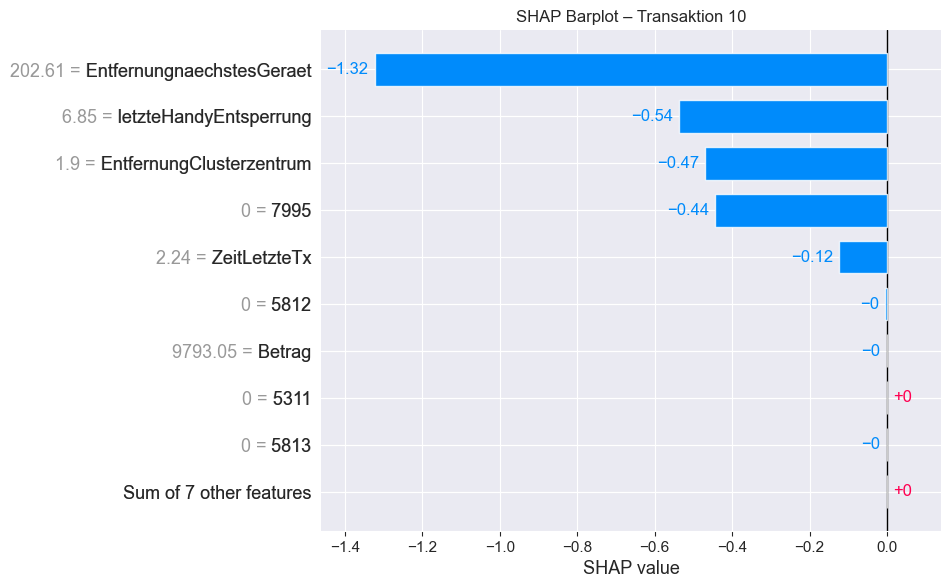 SHAP Barplot – Transaktion 10
202.61 = EntfernungnaechstesGeraet −1.32
6.85 = letzteHandyEntsperrung −0.54
1.9 = EntfernungClusterzentrum −0.47
0 = 7995 −0.44
2.24 = ZeitLetzteTx −0.12
0 = 5812 −0
9793.05 = Betrag −0
0 = 5311 +0
0 = 5813 −0
Sum of 7 other features +0
−1.4 −1.2 −1.0 −0.8 −0.6 −0.4 −0.2 0.0
SHAP value